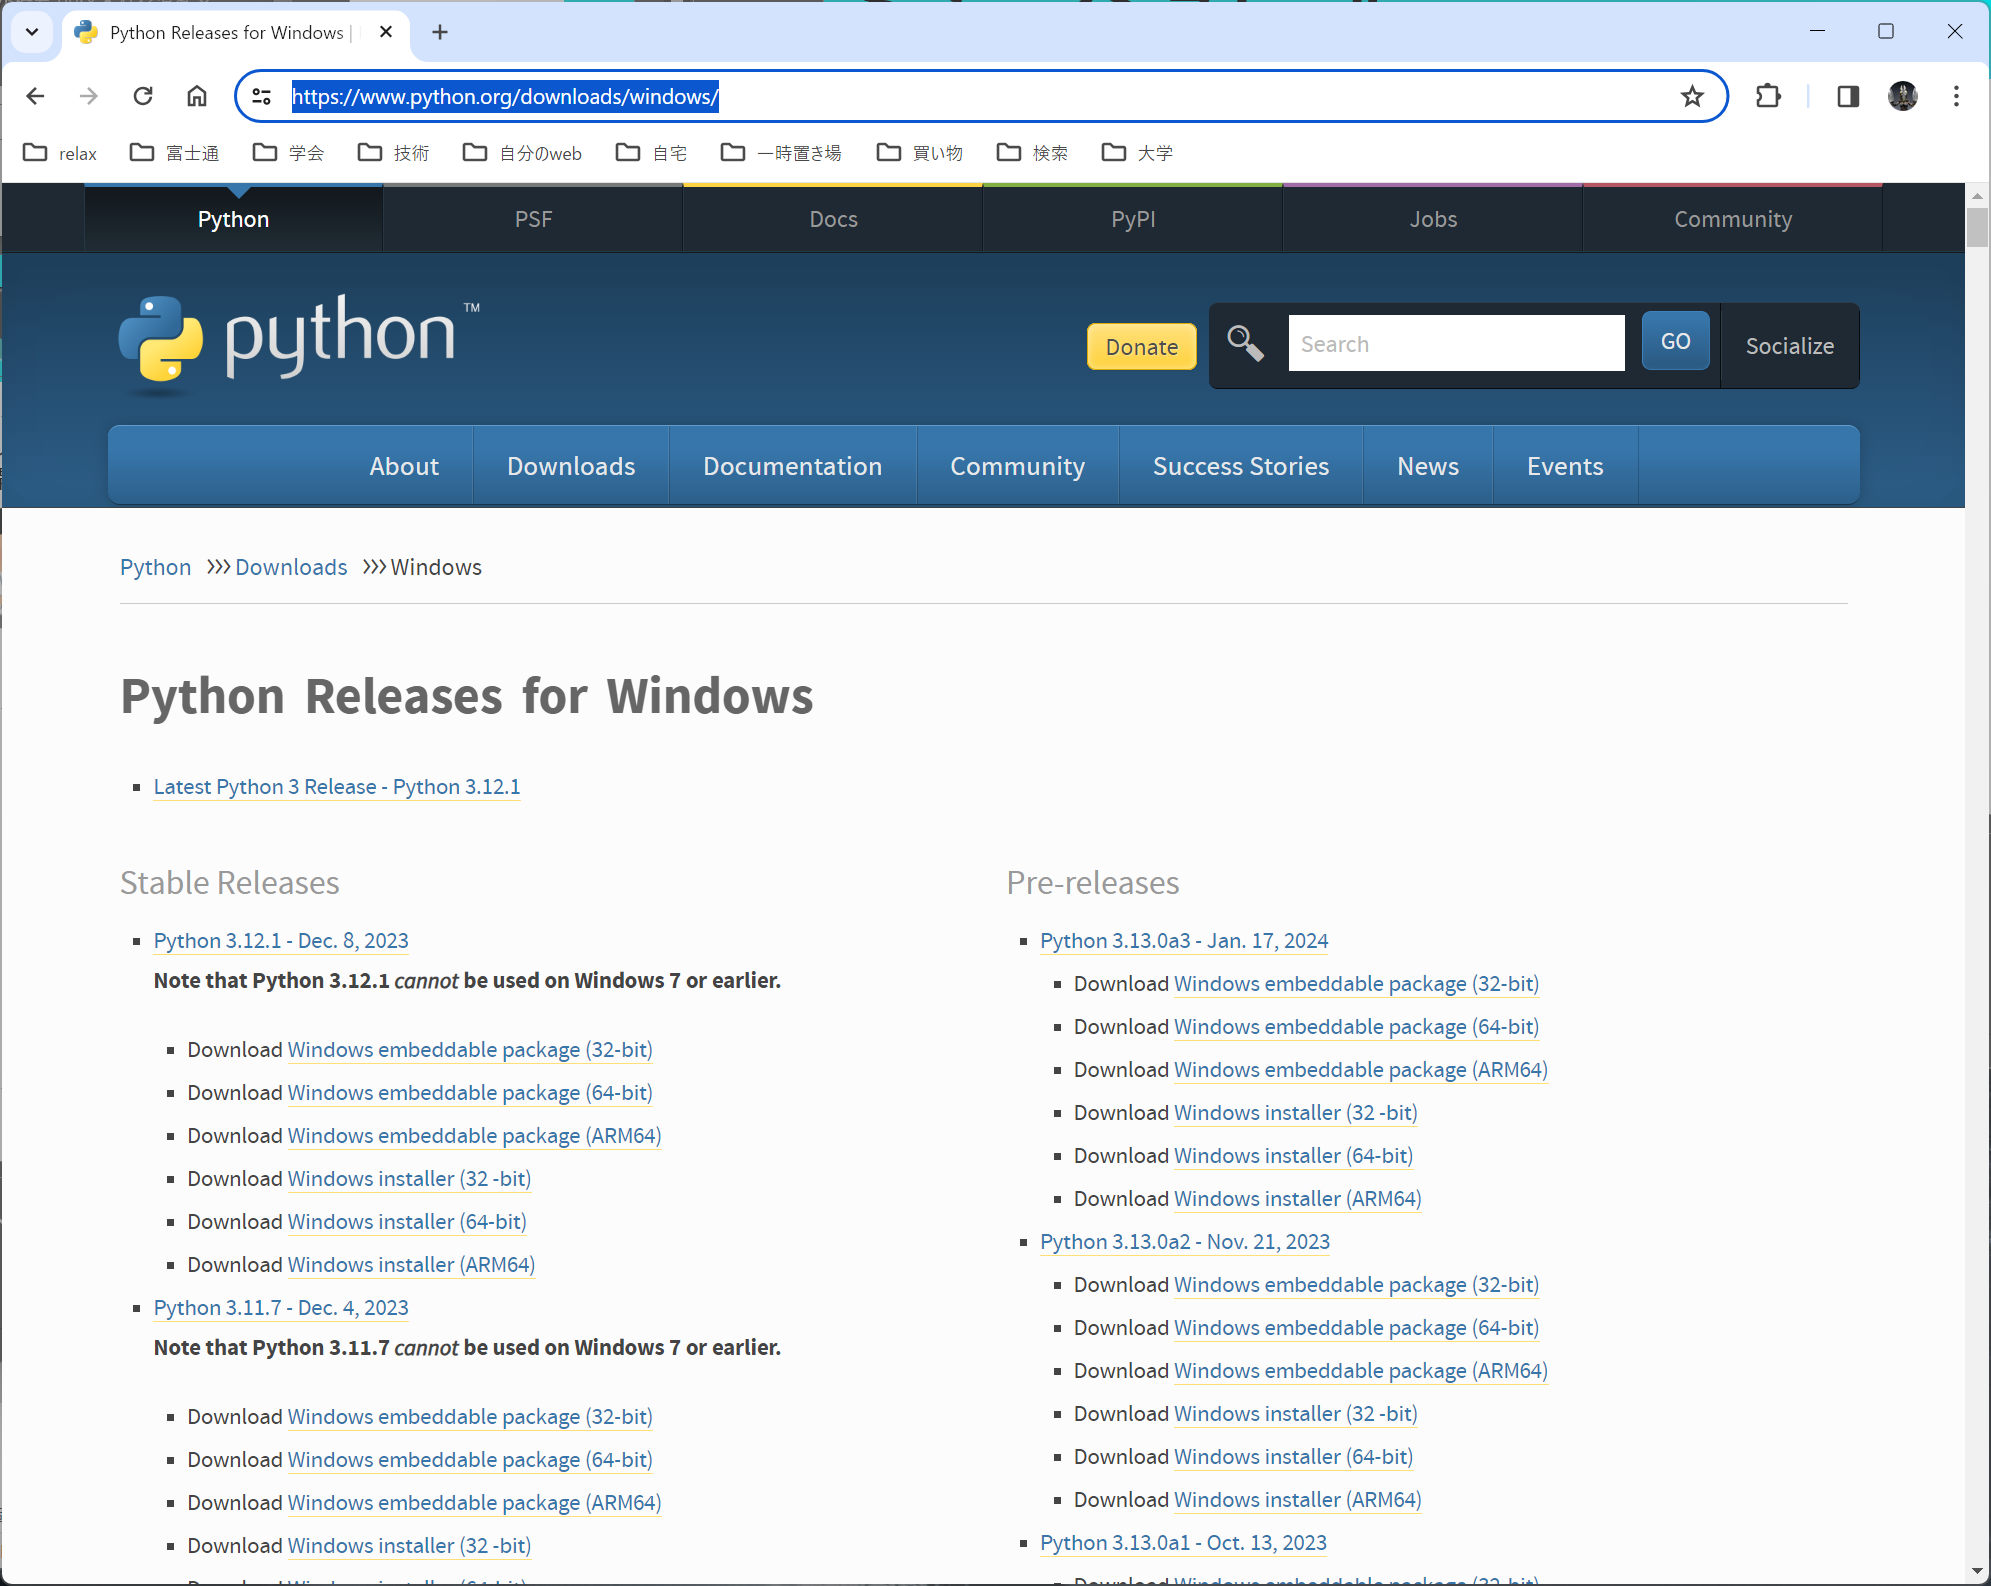 Python Releases for Windows |
https://www.python.org/downloads/windows/
relax 富士通 学会 技術 自分のweb 自宅 一時置き場 買い物 検索 大学
Python PSF Docs PyPI Jobs Community
python™
Donate Search GO Socialize
About Downloads Documentation Community Success Stories News Events
Python >>> Downloads >>> Windows
Python Releases for Windows
Latest Python 3 Release - Python 3.12.1
Stable Releases
Python 3.12.1 - Dec. 8, 2023
Note that Python 3.12.1 cannot be used on Windows 7 or earlier.
Download Windows embeddable package (32-bit)
Download Windows embeddable package (64-bit)
Download Windows embeddable package (ARM64)
Download Windows installer (32 -bit)
Download Windows installer (64-bit)
Download Windows installer (ARM64)
Python 3.11.7 - Dec. 4, 2023
Note that Python 3.11.7 cannot be used on Windows 7 or earlier.
Download Windows embeddable package (32-bit)
Download Windows embeddable package (64-bit)
Download Windows embeddable package (ARM64)
Download Windows installer (32 -bit)
Pre-releases
Python 3.13.0a3 - Jan. 17, 2024
Download Windows embeddable package (32-bit)
Download Windows embeddable package (64-bit)
Download Windows embeddable package (ARM64)
Download Windows installer (32 -bit)
Download Windows installer (64-bit)
Download Windows installer (ARM64)
Python 3.13.0a2 - Nov. 21, 2023
Download Windows embeddable package (32-bit)
Download Windows embeddable package (64-bit)
Download Windows embeddable package (ARM64)
Download Windows installer (32 -bit)
Download Windows installer (64-bit)
Download Windows installer (ARM64)
Python 3.13.0a1 - Oct. 13, 2023